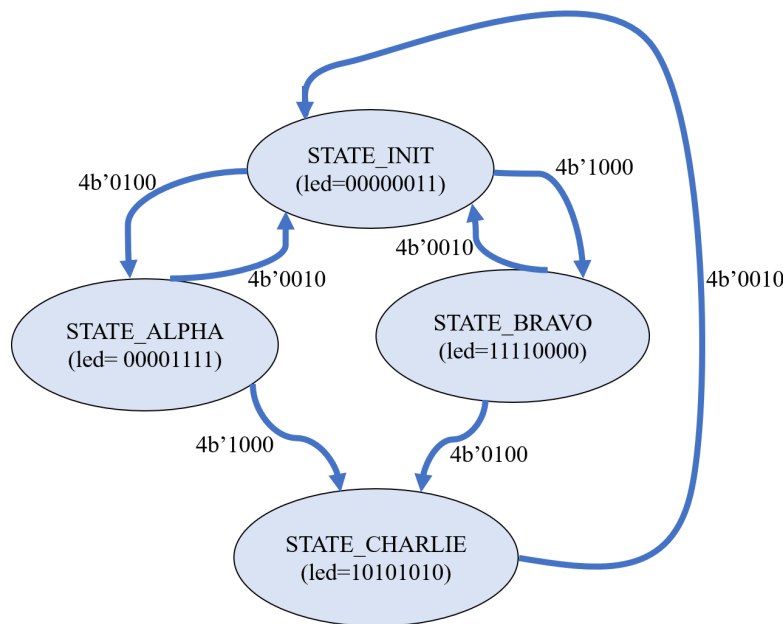 STATE_INIT
(led=00000011)
4b’0100
4b’1000
4b’0010
4b’0010
4b’0010
STATE_ALPHA
(led= 00001111)
STATE_BRAVO
(led=11110000)
4b’1000
4b’0100
STATE_CHARLIE
(led=10101010)